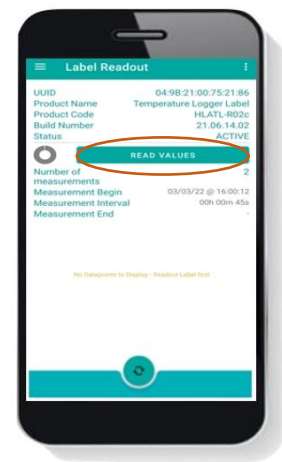 Label Readout
UUID 04:9B:21:00:75:21:86
Product Name Temperature Logger Label
Product Code HLATL-R02c
Build Number 21.06.14.02
Status ACTIVE
READ VALUES
Number of 2
measurements
Measurement Begin 03/03/22 @ 16:00:12
Measurement Interval 00h 00m 45s
Measurement End -
No Datapoints to Display - Readout Label first